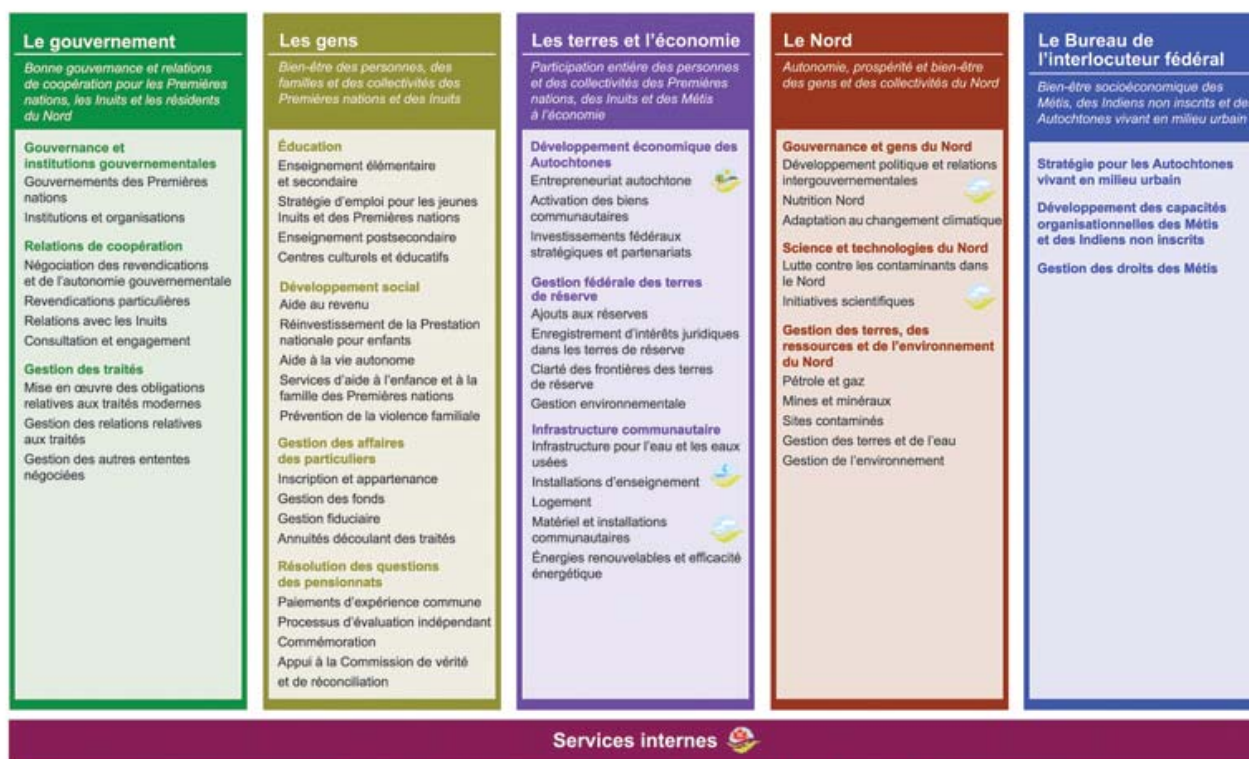 Le gouvernement
Bonne gouvernance et relations
de coopération pour les Premières
nations, les Inuits et les résidents
du Nord
Gouvernance et
institutions gouvernementales
Gouvernements des Premières
nations
Institutions et organisations
Relations de coopération
Négociation des revendications
et de l'autonomie gouvernementale
Revendications particulières
Relations avec les Inuits
Consultation et engagement
Gestion des traités
Mise en œuvre des obligations
relatives aux traités modernes
Gestion des relations relatives
aux traités
Gestion des autres ententes
négociées
Les gens
Bien-être des personnes, des
familles et des collectivités des
Premières nations et des Inuits
Éducation
Enseignement élémentaire
et secondaire
Stratégie d'emploi pour les jeunes
Inuits et des Premières nations
Enseignement postsecondaire
Centres culturels et éducatifs
Développement social
Aide au revenu
Réinvestissement de la Prestation
nationale pour enfants
Aide à la vie autonome
Services d'aide à l'enfance et à la
famille des Premières nations
Prévention de la violence familiale
Gestion des affaires
des particuliers
Inscription et appartenance
Gestion des fonds
Gestion fiduciaire
Annuités découlant des traités
Résolution des questions
des pensionnats
Paiements d'expérience commune
Processus d'évaluation indépendant
Commémoration
Appui à la Commission de vérité
et de réconciliation
Les terres et l'économie
Participation entière des personnes
et des collectivités des Premières
nations, des Inuits et des Métis
à l'économie
Développement économique des
Autochtones
Entrepreneuriat autochtone
Activation des biens
communautaires
Investissements fédéraux
stratégiques et partenariats
Gestion fédérale des terres
de réserve
Ajouts aux réserves
Enregistrement d'intérêts juridiques
dans les terres de réserve
Clarté des frontières des terres
de réserve
Gestion environnementale
Infrastructure communautaire
Infrastructure pour l'eau et les eaux
usées
Installations d'enseignement
Logement
Matériel et installations
communautaires
Énergies renouvelables et efficacité
énergétique
Le Nord
Autonomie, prospérité et bien-être
des gens et des collectivités du Nord
Gouvernance et gens du Nord
Développement politique et relations
intergouvernementales
Nutrition Nord
Adaptation au changement climatique
Science et technologies du Nord
Lutte contre les contaminants dans
le Nord
Initiatives scientifiques
Gestion des terres, des
ressources et de l'environnement
du Nord
Pétrole et gaz
Mines et minéraux
Sites contaminés
Gestion des terres et de l'eau
Gestion de l'environnement
Le Bureau de
l'interlocuteur fédéral
Bien-être socioéconomique des
Métis, des Indiens non inscrits et des
Autochtones vivant en milieu urbain
Stratégie pour les Autochtones
vivant en milieu urbain
Développement des capacités
organisationnelles des Métis
et des Indiens non inscrits
Gestion des droits des Métis
Services internes